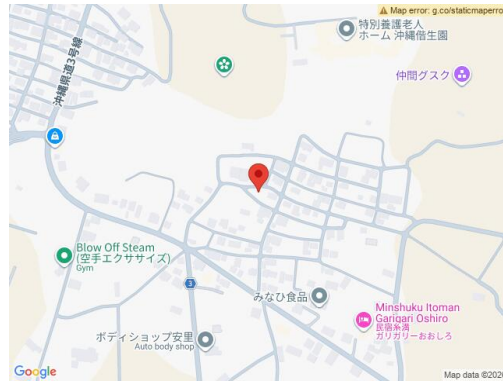 Map error: g.co/staticmaperro
特別養護老人
ホーム 沖縄偕生園
仲間グスク
沖縄県道3号線
Blow Off Steam
(空手エクササイズ)
Gym
3
みなひ食品
Minshuku Itoman
Garigari Oshiro
民宿糸満
ガリガリーおおしろ
ボディショップ安里
Auto body shop
Google
Map data ©2026